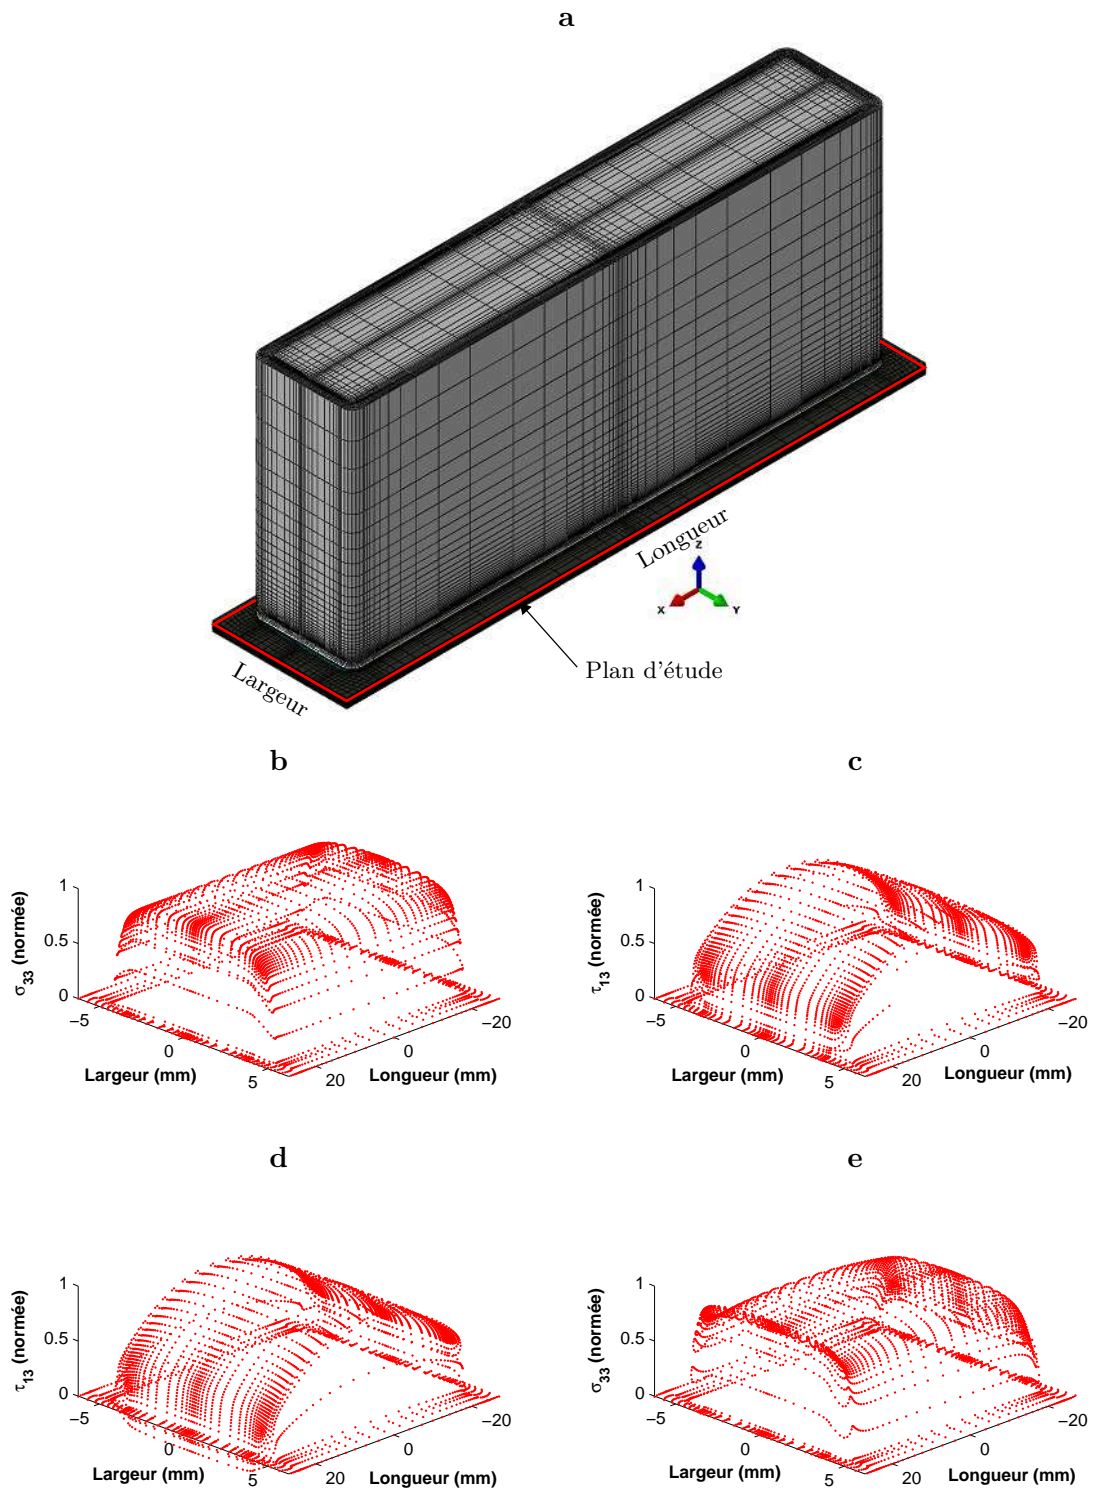 a
Longueur
Z
X
Y
Plan d'étude
Largeur
b
c
σ33 (normée)
1
0.5
0
−5
0
5
Largeur (mm)
20
0
−20
Longueur (mm)
τ13 (normée)
1
0.5
0
−5
0
5
Largeur (mm)
20
0
−20
Longueur (mm)
d
e
τ13 (normée)
1
0.5
0
−5
0
5
Largeur (mm)
20
0
−20
Longueur (mm)
σ33 (normée)
1
0.5
0
−5
0
5
Largeur (mm)
20
0
−20
Longueur (mm)